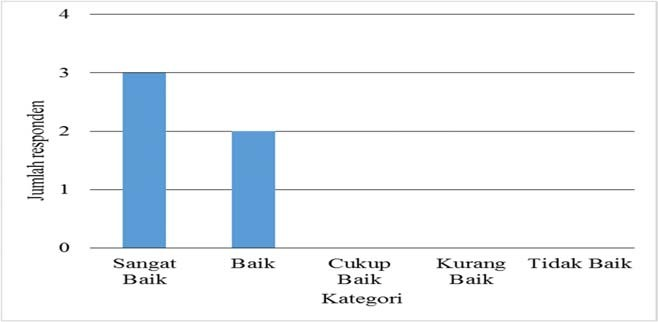 4
3
2
1
0
Jumlah responden
Sangat Baik
Baik
Cukup Baik
Kurang Baik
Tidak Baik
Kategori